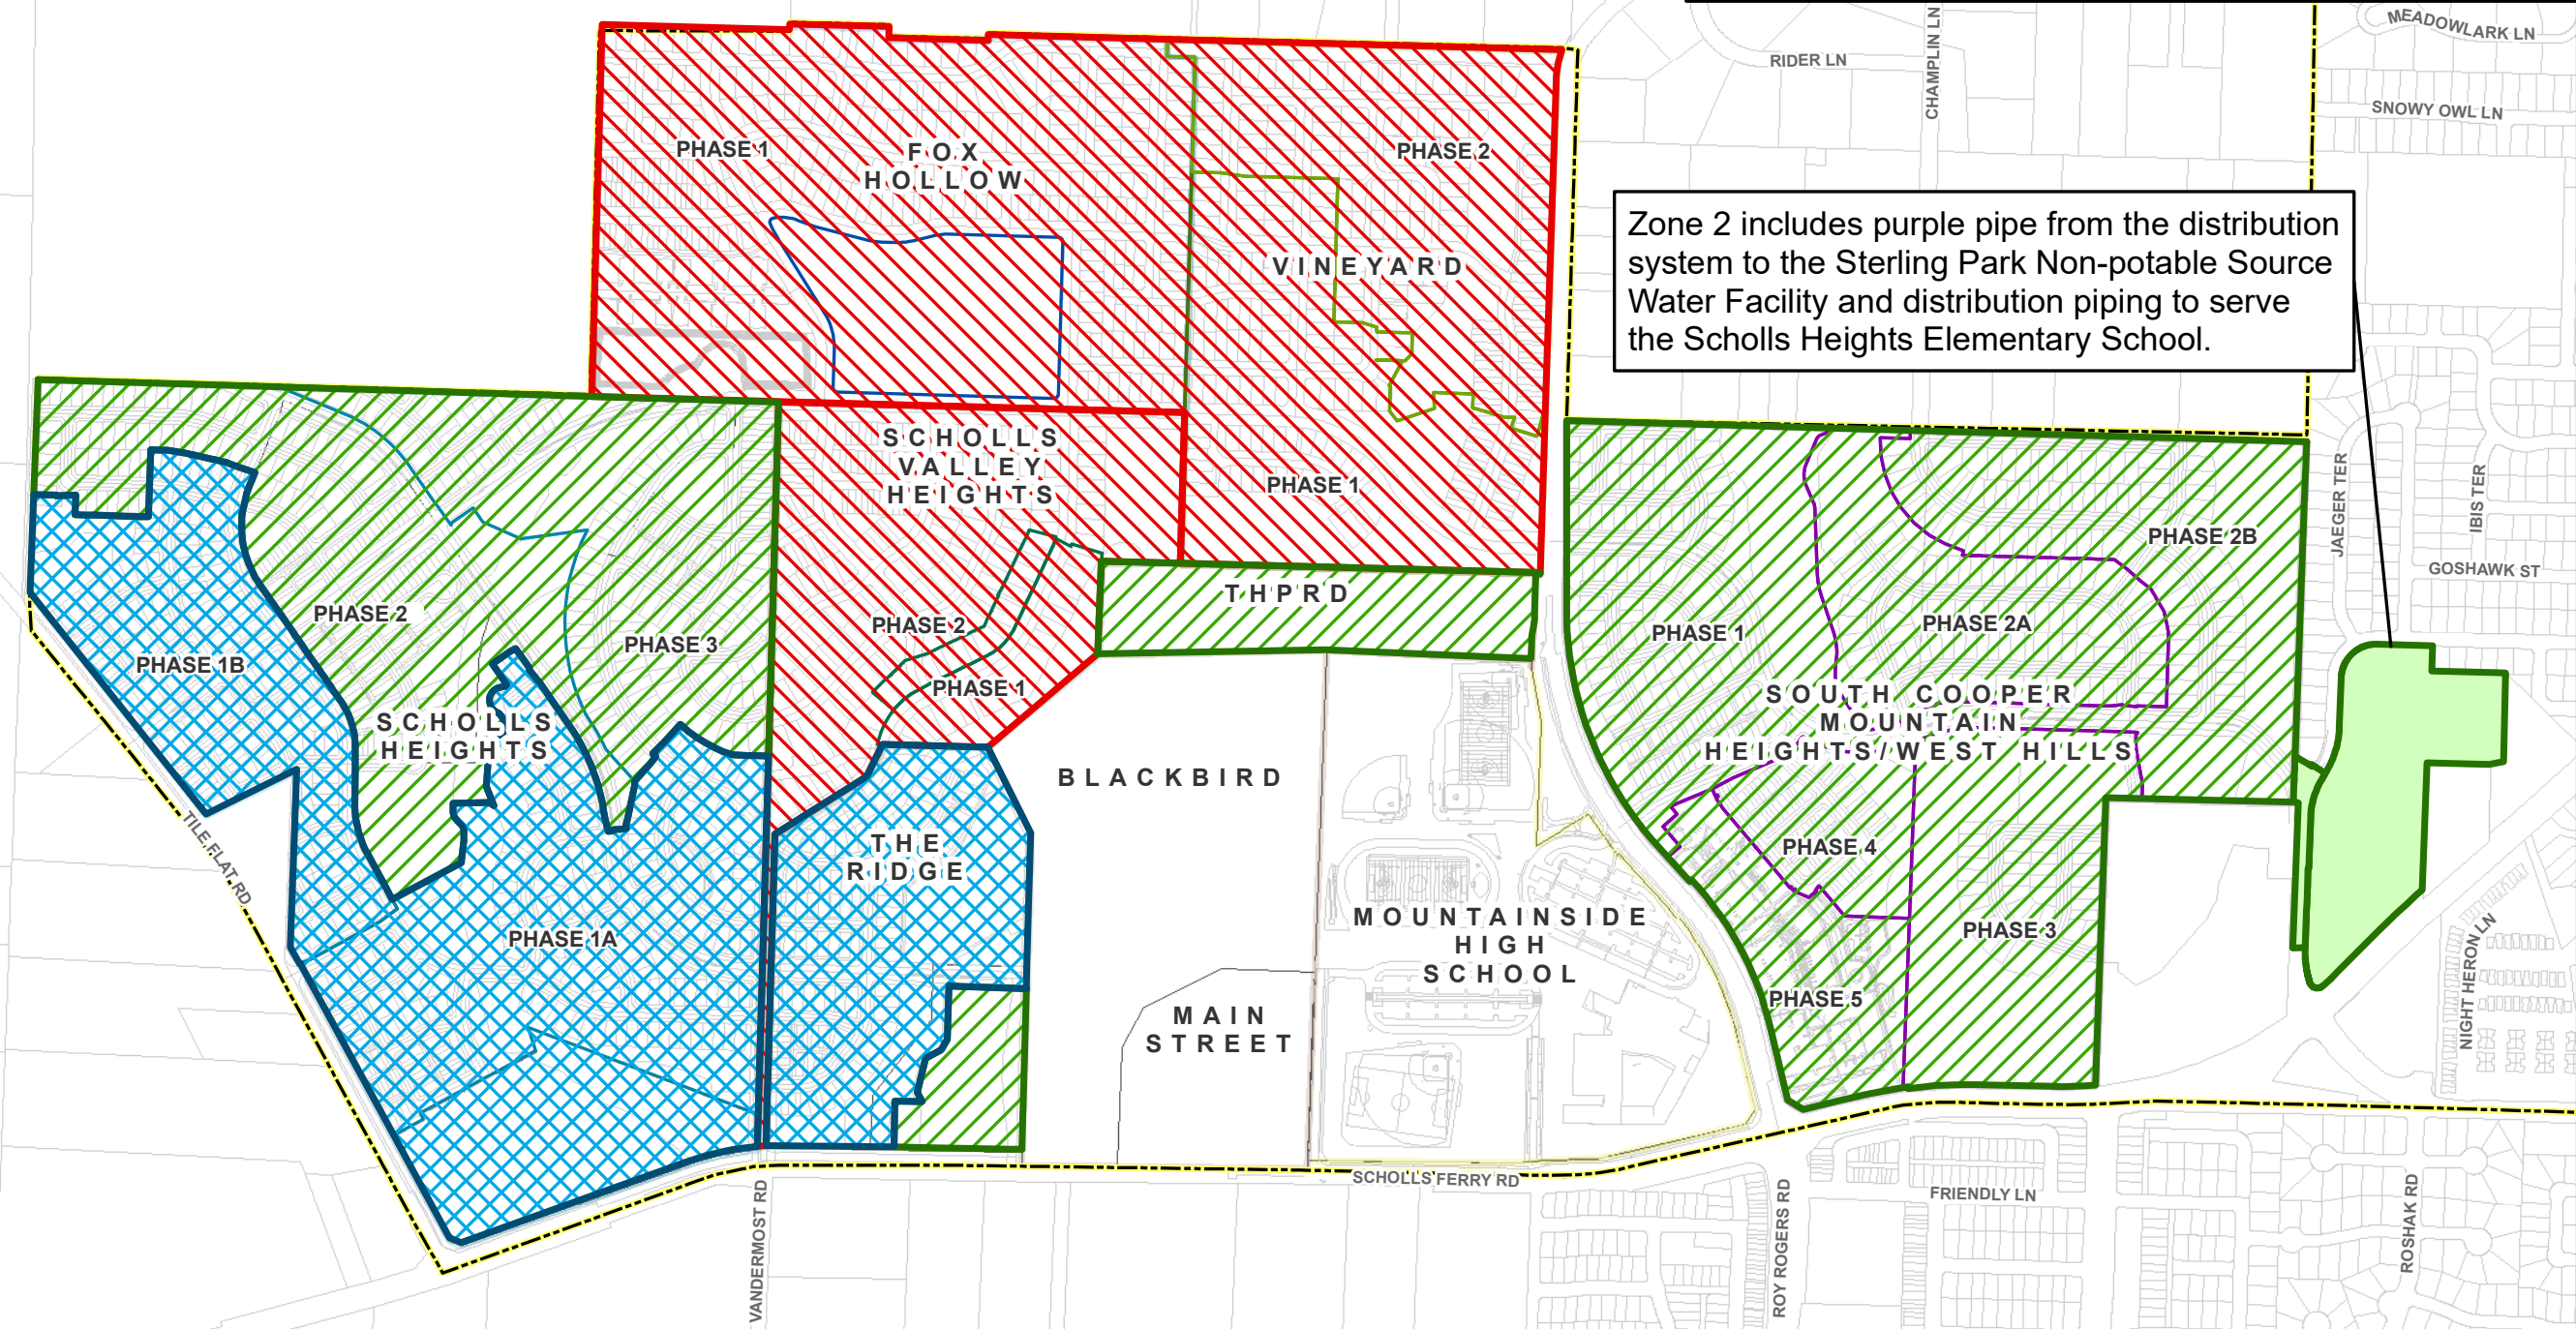 MEADOWLARK LN
RIDER LN
CHAMPLIN LN
SNOWY OWL LN
PHASE 1
FOX
HOLLOW
PHASE 2
VINEYARD
Zone 2 includes purple pipe from the distribution
system to the Sterling Park Non-potable Source
Water Facility and distribution piping to serve
the Scholls Heights Elementary School.
SCHOLLS
VALLEY
HEIGHTS
PHASE 1
JAEGER TER
IBIS TER
PHASE 2B
GOSHAWK ST
THPRD
PHASE 2
PHASE 3
PHASE 2
PHASE 1
PHASE 2A
PHASE 1B
PHASE 1
SCHOLLS
HEIGHTS
SOUTH COOPER
MOUNTAIN
HEIGHTS/WEST HILLS
BLACKBIRD
TILE FLAT RD
THE
RIDGE
PHASE 4
MOUNTAINSIDE
HIGH
SCHOOL
PHASE 1A
PHASE 3
NIGHT HERON LN
PHASE 5
MAIN
STREET
SCHOLLS FERRY RD
VANDERMOST RD
ROY ROGERS RD
FRIENDLY LN
ROSHAK RD